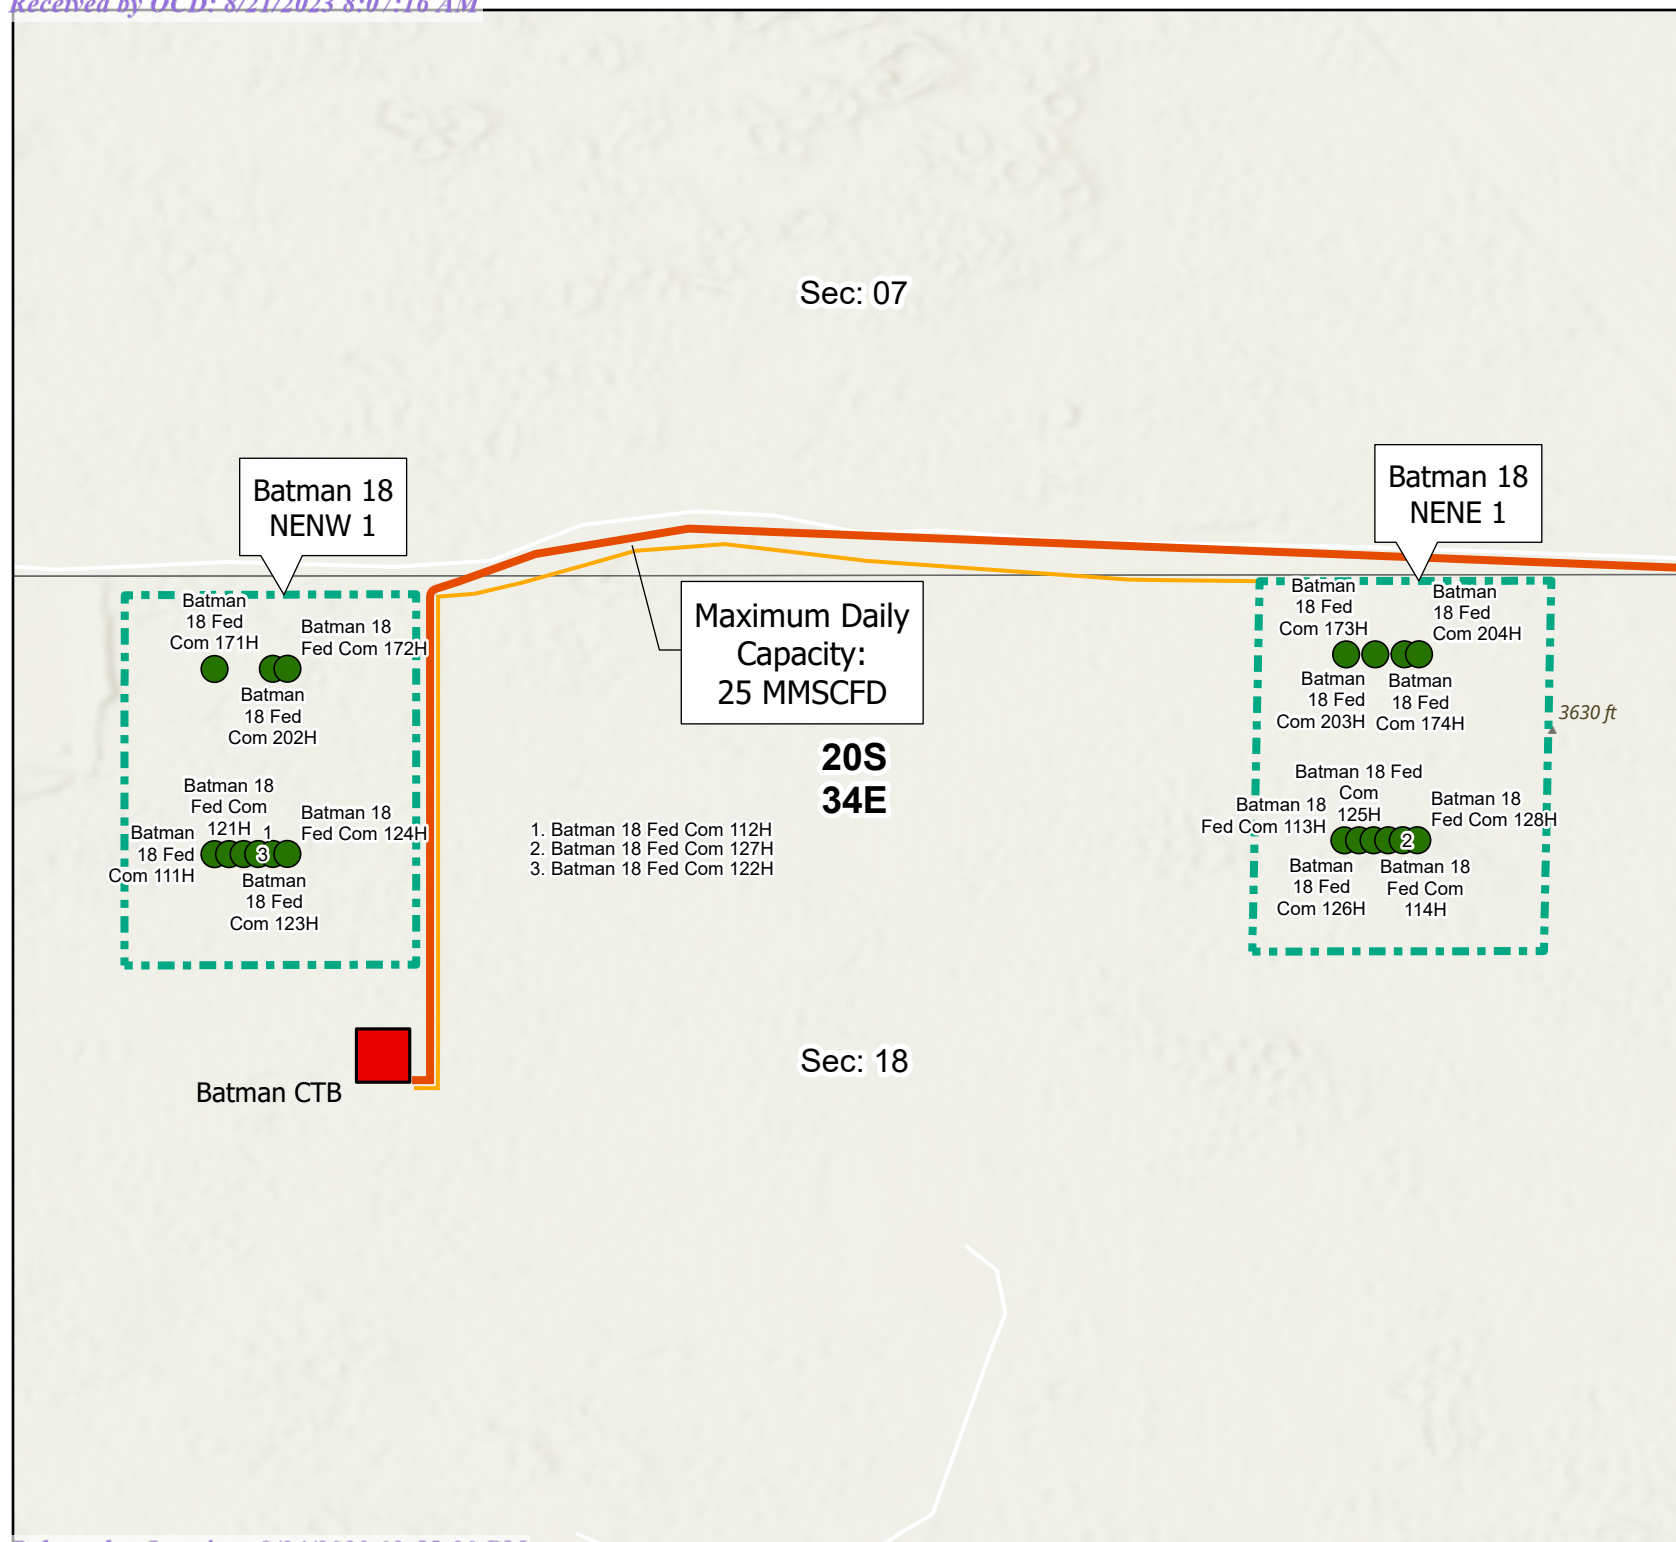 Received by OCD: 8/21/2023 8:07:16 AM
Sec: 07
Batman 18
NENW 1
Batman 18
NENE 1
Maximum Daily
Capacity:
25 MMSCFD
Batman
18 Fed
Com 171H
Batman 18
Fed Com 172H
Batman
18 Fed
Com 202H
Batman
18 Fed
Com 173H
Batman
18 Fed
Com 204H
Batman
18 Fed
Com 203H
Batman
18 Fed
Com 174H
3630 ft
20S
34E
Batman 18
Fed Com
121H
1
Batman 18
Fed Com 124H
Batman
18 Fed
Com 111H
3
Batman
18 Fed
Com 123H
1. Batman 18 Fed Com 112H
2. Batman 18 Fed Com 127H
3. Batman 18 Fed Com 122H
Batman 18 Fed
Com
125H
Batman 18
Fed Com 113H
Batman 18
Fed Com 128H
2
Batman
18 Fed
Com 126H
Batman 18
Fed Com
114H
Sec: 18
Batman CTB